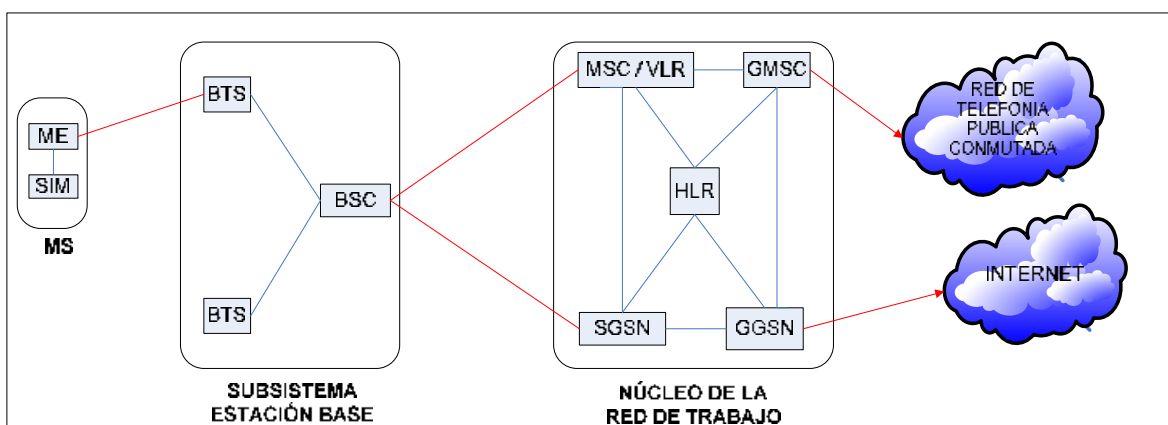 ME
SIM
MS
BTS
BSC
BTS
SUBSISTEMA
ESTACIÓN BASE
MSC / VLR
GMSC
HLR
SGSN
GGSN
NÚCLEO DE LA
RED DE TRABAJO
RED DE
TELEFONIA
PUBLICA
CONMUTADA
INTERNET